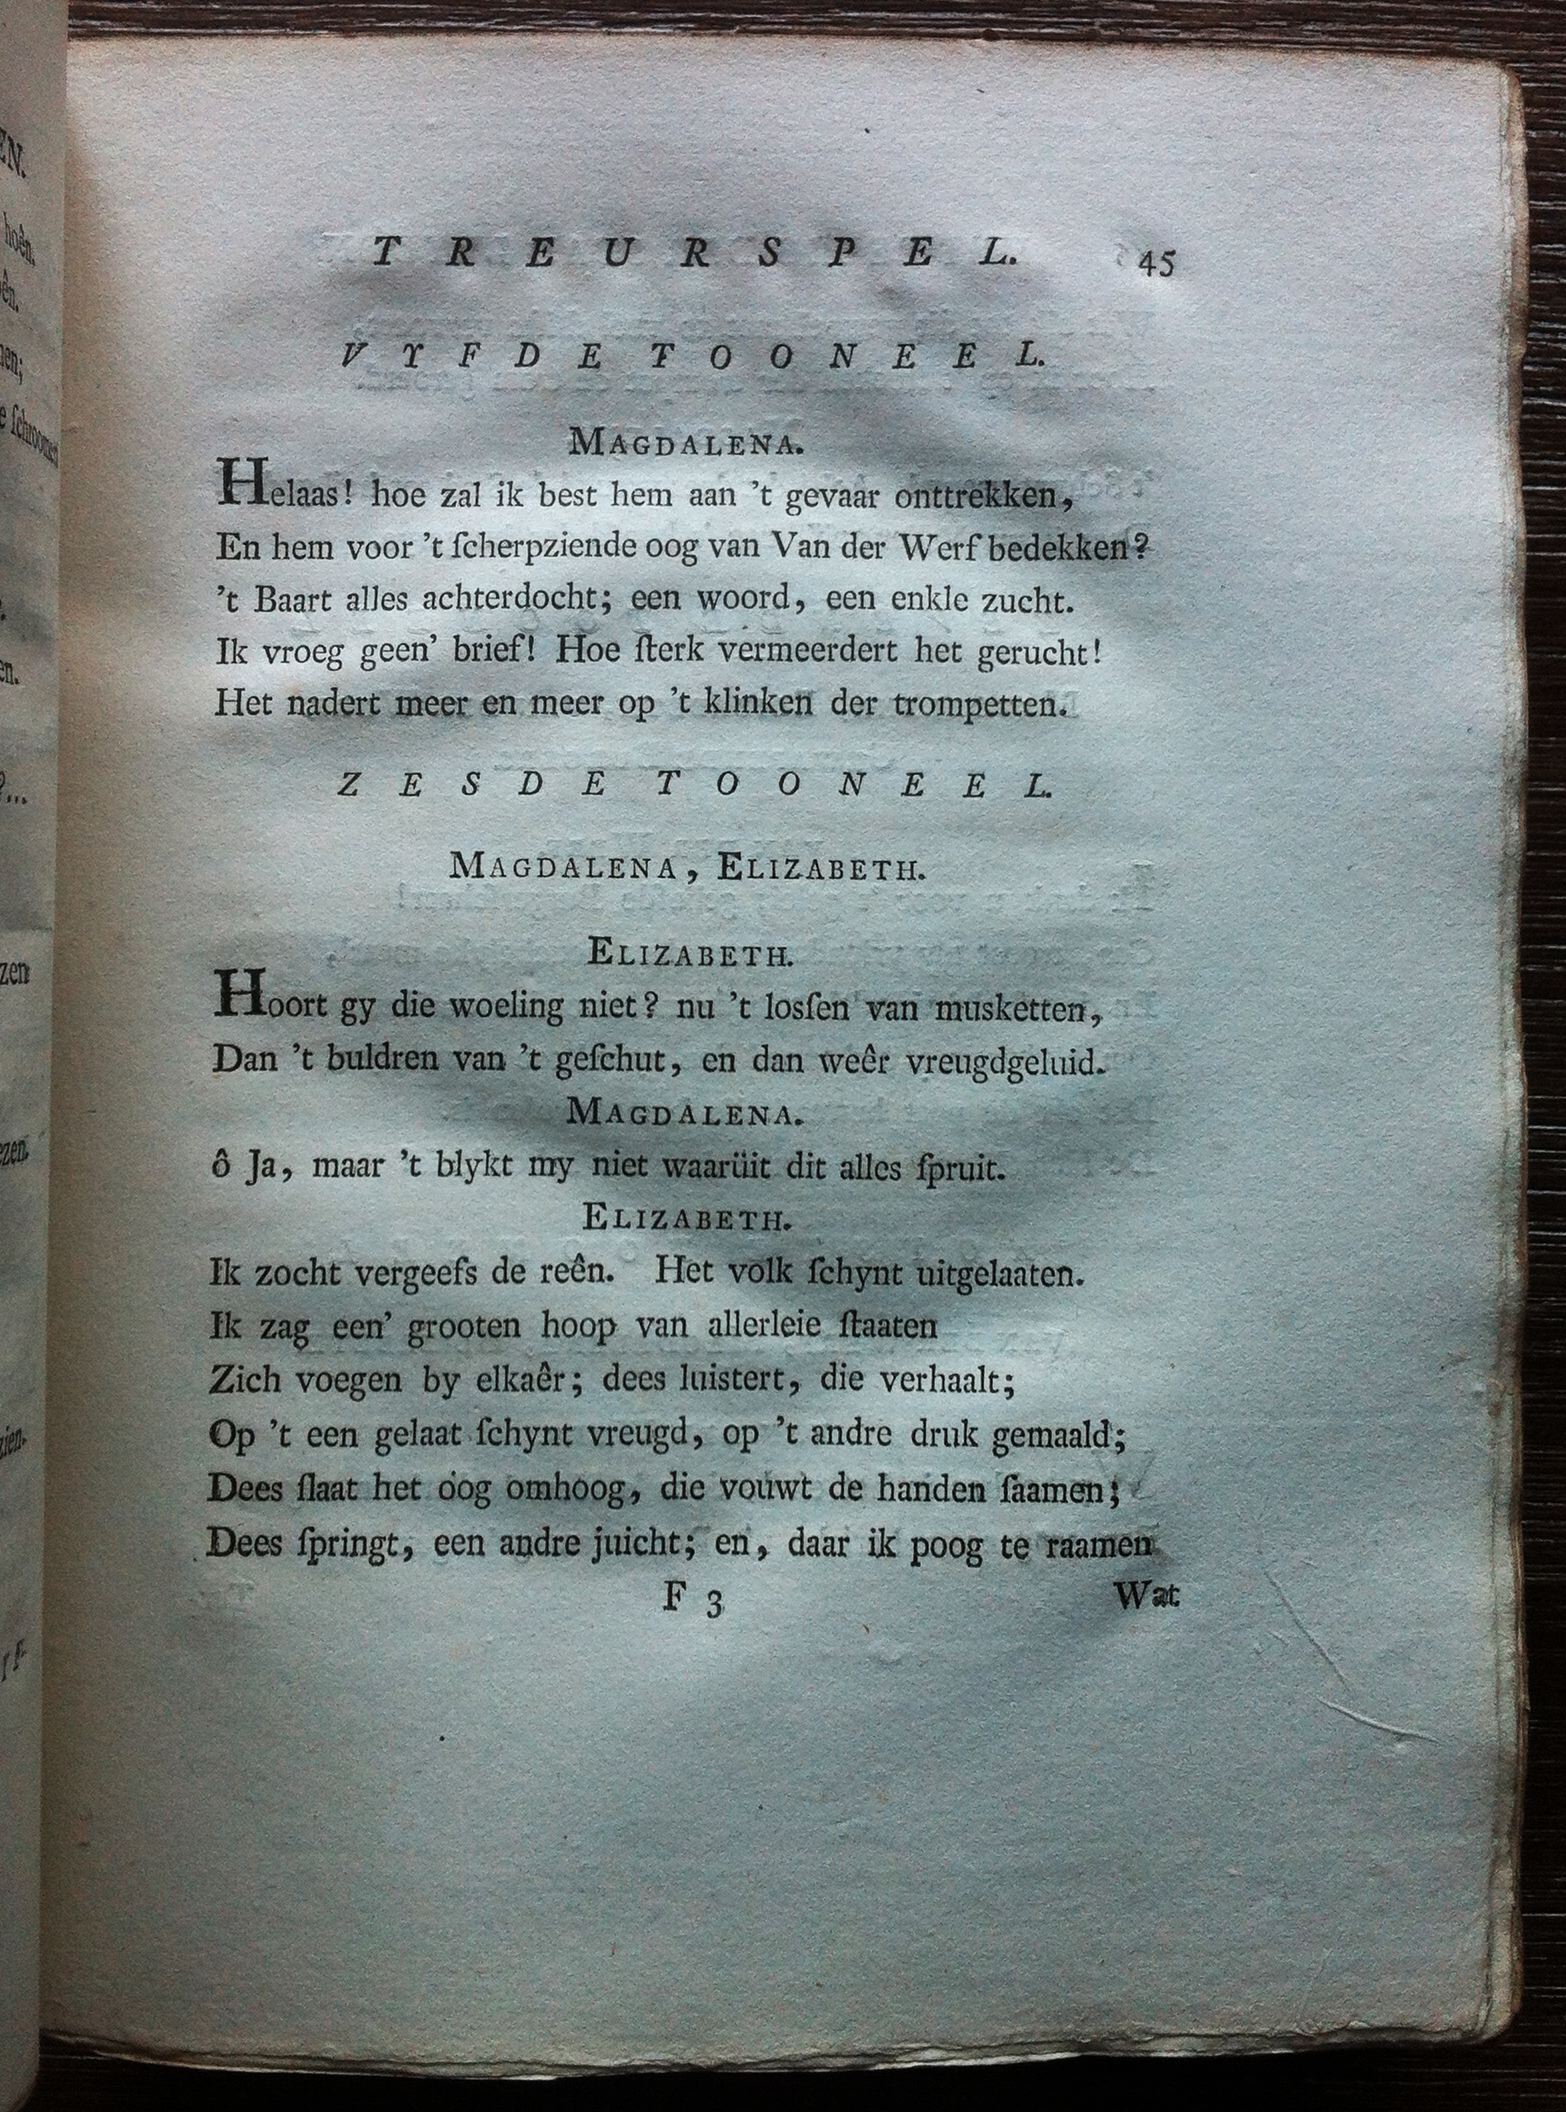 TREURSPEL. 45
VYFDE TOONEEL.
MAGDALENA.
Helaas! hoe zal ik best hem aan 't gevaar onttrekken,
En hem voor 't ſcherpziende oog van Van der Werf bedekken?
't Baart alles achterdocht; een woord, een enkle zucht.
Ik vroeg geen' brief! Hoe ſterk vermeerdert het gerucht!
Het nadert meer en meer op 't klinken der trompetten.
ZESDE TOONEEL.
MAGDALENA, ELIZABETH.
ELIZABETH.
Hoort gy die woeling niet? nu 't losſen van musketten,
Dan 't buldren van 't geſchut, en dan weêr vreugdgeluid.
MAGDALENA.
ô Ja, maar 't blykt my niet waarüit dit alles ſpruit.
ELIZABETH.
Ik zocht vergeefs de reên. Het volk ſchynt uitgelaaten.
Ik zag een' grooten hoop van allerleie ſtaaten
Zich voegen by elkaêr; dees luistert, die verhaalt;
Op 't een gelaat ſchynt vreugd, op 't andre druk gemaald;
Dees ſlaat het oog omhoog, die vouwt de handen ſaamen;
Dees ſpringt, een andre juicht; en, daar ik poog te raamen
F 3 Wat